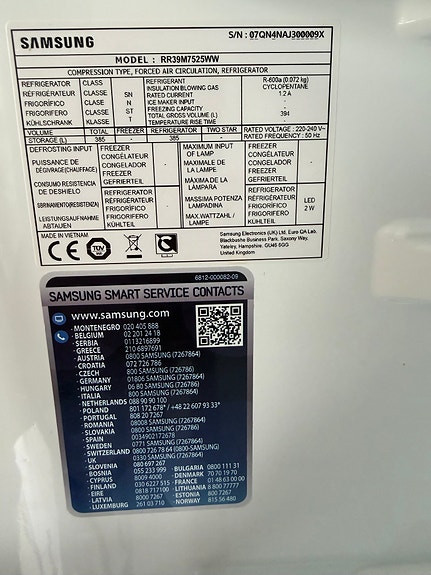 SAMSUNG S/N : 07QN4NAJ300009X
MODEL : RR39M7525WW
COMPRESSION TYPE, FORCED AIR CIRCULATION, REFRIGERATOR
REFRIGERATOR CLASS REFRIGERANT R-600a (0.072 kg)
RÉFRIGÉRATEUR CLASSE SN INSULATION BLOWING GAS CYCLOPENTANE
FRIGORÍFICO CLASE N RATED CURRENT 1.2 A
FRIGORIFERO CLASSE ST ICE MAKER INPUT -
KÜHLSCHRANK KLASSE T FREEZING CAPACITY -
TOTAL GROSS VOLUME (L) 394
TEMPERATURE RISE TIME -
VOLUME TOTAL FREEZER REFRIGERATOR TWO STAR RATED VOLTAGE : 220-240 V~
STORAGE (L) 385 - 385 - RATED FREQUENCY : 50 Hz
DEFROSTING INPUT
PUISSANCE DE
DÉGIVRAGE(CHAUFFAGE)
CONSUMO RESISTENCIA
DE DESHIELO
SBRINAMENTO(RESISTENZA)
LEISTUNGSAUFNAHME
ABTAUEN
FREEZER -
CONGÉLATEUR
CONGELADOR
FREEZER
GEFRIERTEIL
REFRIGERATOR -
RÉFRIGÉRATEUR
FRIGORÍFICO
FRIGORIFERO
KÜHLTEIL
MAXIMUM INPUT
OF LAMP
MAXIMALE DE
LA LAMPE
MÁXIMA DE LA
LÁMPARA
MASSIMA POTENZA
LAMPADINA
MAX.WATTZAHL /
LAMPE
FREEZER -
CONGÉLATEUR
CONGELADOR
FREEZER
GEFRIERTEIL
REFRIGERATOR LED
RÉFRIGÉRATEUR 2 W
FRIGORÍFICO
FRIGORIFERO
KÜHLTEIL
MADE IN VIETNAM
CE TÜV
Samsung Electronics (UK) Ltd, Euro QA Lab.
Blackbushe Business Park, Saxony Way,
Yateley, Hampshire, GU46 6GG
United Kingdom
6812-000082-09
SAMSUNG SMART SERVICE CONTACTS
www.samsung.com
· MONTENEGRO 020 405 888
· BELGIUM 02 201 24 18
· SERBIA 0113216899
· GREECE 210 6897691
· AUSTRIA 0800 SAMSUNG (7267864)
· CROATIA 072 726 786
· CZECH 800 SAMSUNG (726786)
· GERMANY 01806 SAMSUNG (7267864)
· HUNGARY 06 80 SAMSUNG (7267864)
· ITALIA 800 SAMSUNG (7267864)
· NETHERLANDS 088 90 90 100
· POLAND 801 172 678* / +48 22 607 93 33*
· PORTUGAL 808 20 7267
· ROMANIA 08008 SAMSUNG (7267864)
· SLOVAKIA 0800 SAMSUNG (726786)
· SPAIN 0034902172678
· SWEDEN 0771 SAMSUNG (7267864)
· SWITZERLAND 0800 726 78 64 (0800-SAMSUNG)
· UK 0330 SAMSUNG (7267864)
· SLOVENIA 080 697 267 · BULGARIA 0800 111 31
· BOSNIA 055 233 999 · DENMARK 70 70 19 70
· CYPRUS 8009 4000 · FRANCE 01 48 63 00 00
· FINLAND 030 6227 515 · LITHUANIA 8 800 77777
· EIRE 0818 717100 · ESTONIA 800 7267
· LATVIA 8000 7267 · NORWAY 815 56 480
· LUXEMBURG 261 03 710